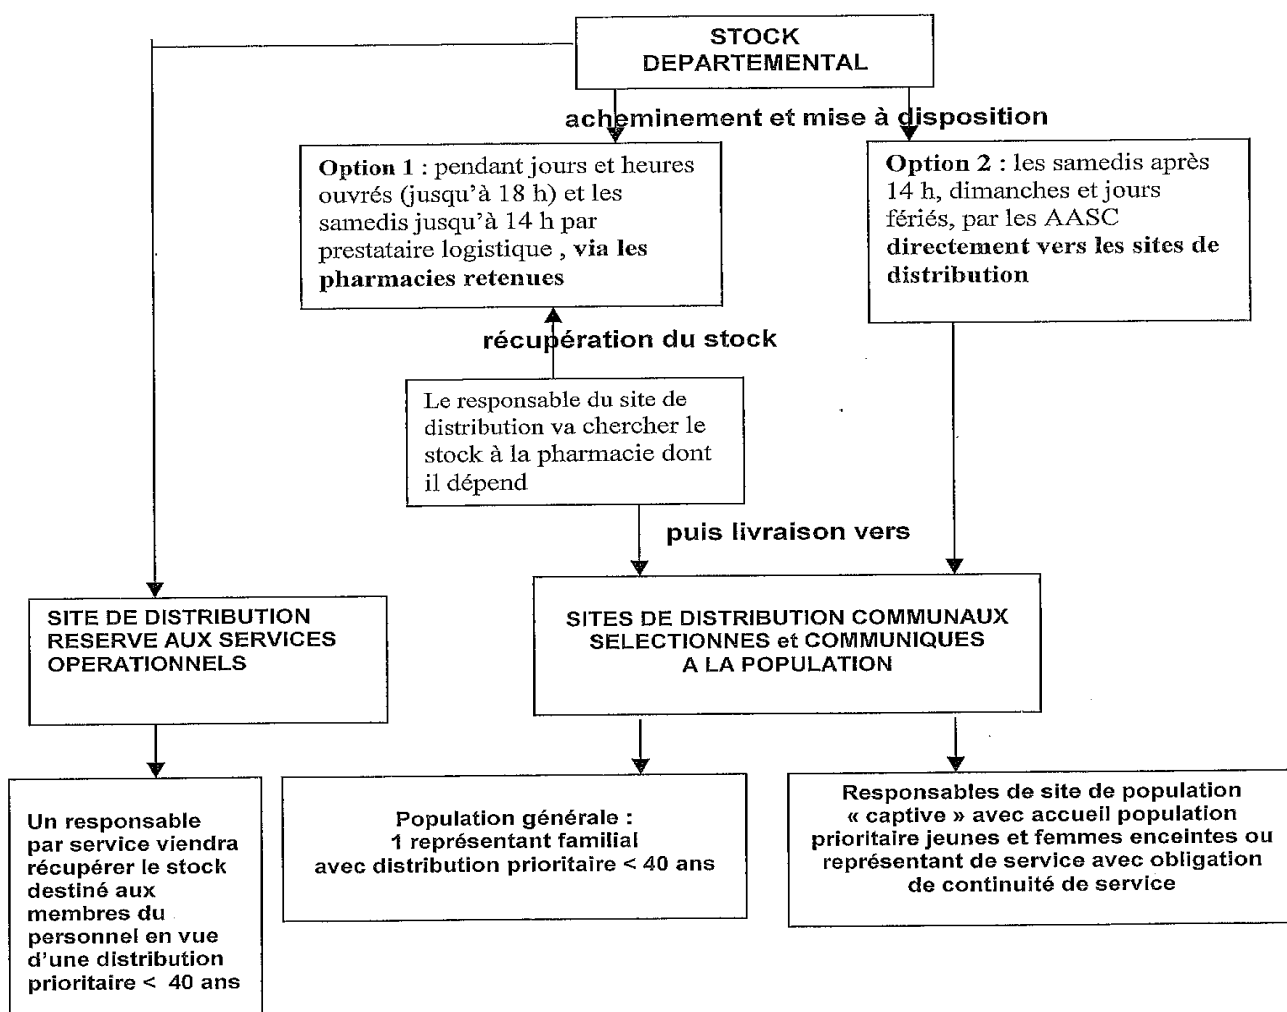 STOCK
DEPARTEMENTAL
acheminement et mise à disposition
Option 1 : pendant jours et heures
ouvrés (jusqu'à 18 h) et les
samedis jusqu'à 14 h par
prestataire logistique , via les
pharmacies retenues
Option 2 : les samedis après
14 h, dimanches et jours
fériés, par les AASC
directement vers les sites de
distribution
récupération du stock
Le responsable du site de
distribution va chercher le
stock à la pharmacie dont
il dépend
puis livraison vers
SITE DE DISTRIBUTION
RESERVE AUX SERVICES
OPERATIONNELS
SITES DE DISTRIBUTION COMMUNAUX
SELECTIONNES et COMMUNIQUES
A LA POPULATION
Un responsable
par service viendra
récupérer le stock
destiné aux
membres du
personnel en vue
d'une distribution
prioritaire < 40 ans
Population générale :
1 représentant familial
avec distribution prioritaire < 40 ans
Responsables de site de population
« captive » avec accueil population
prioritaire jeunes et femmes enceintes ou
représentant de service avec obligation
de continuité de service